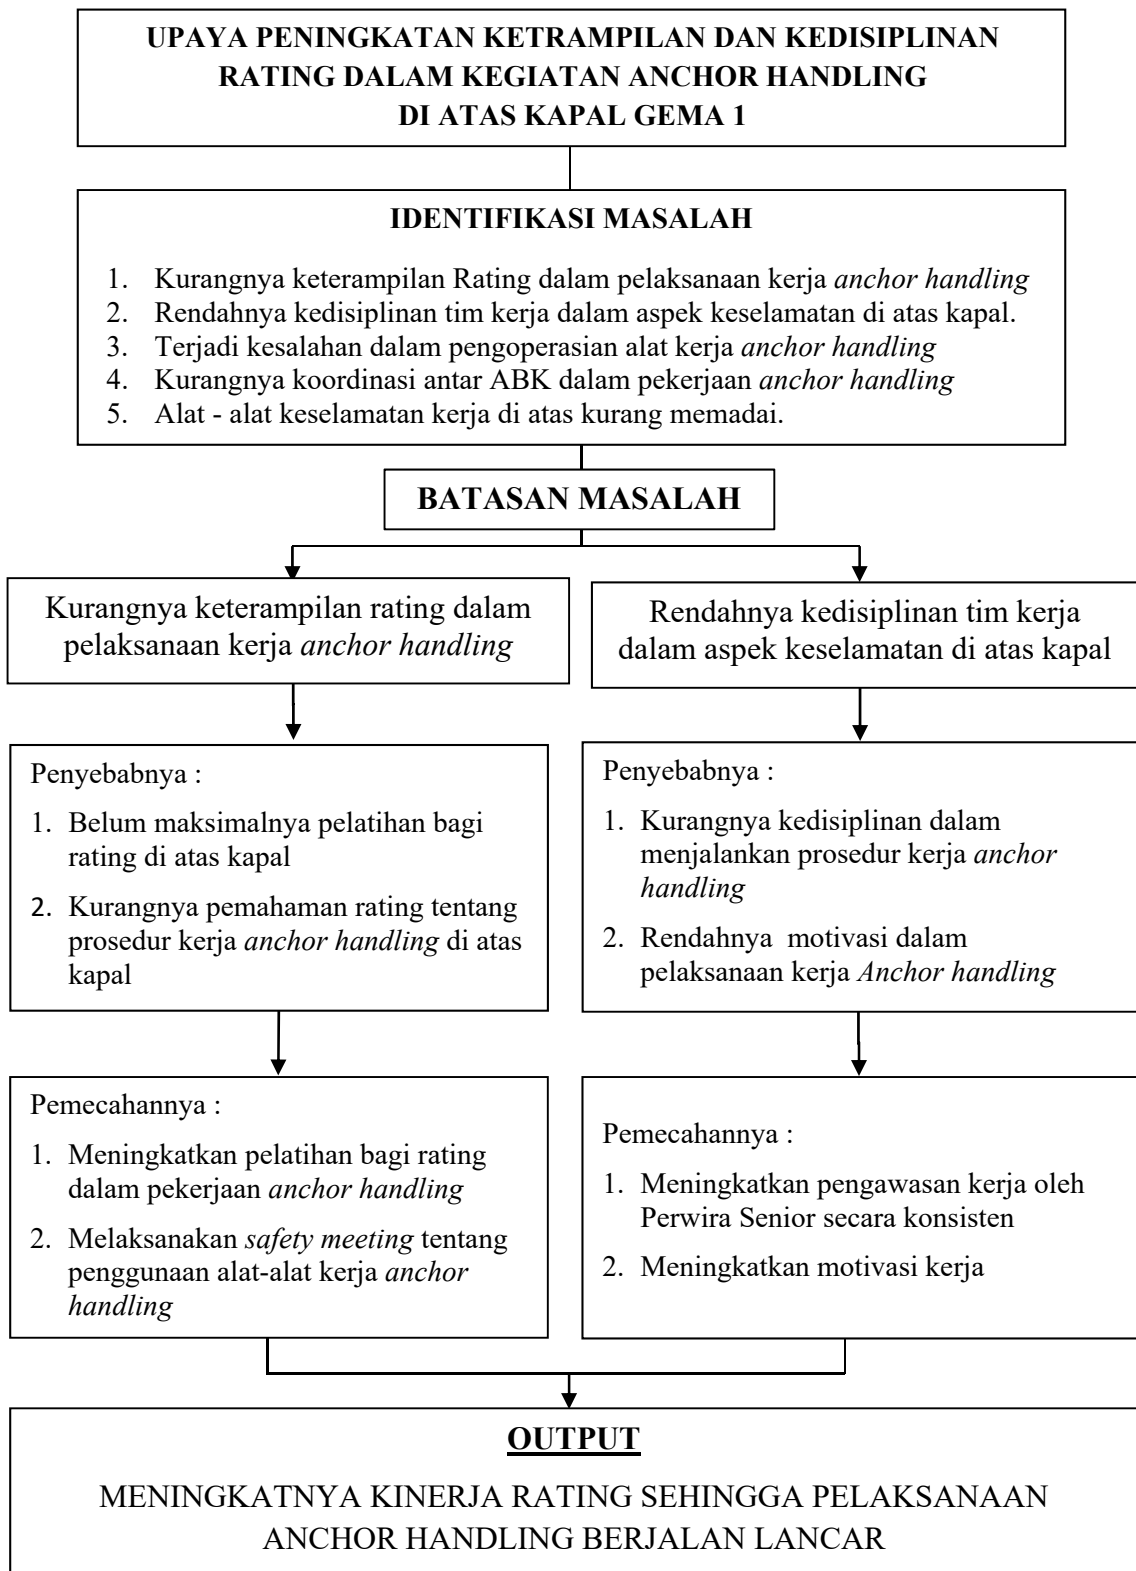 UPAYA PENINGKATAN KETRAMPILAN DAN KEDISIPLINAN
RATING DALAM KEGIATAN ANCHOR HANDLING
DI ATAS KAPAL GEMA 1
IDENTIFIKASI MASALAH
1. Kurangnya keterampilan Rating dalam pelaksanaan kerja anchor handling
2. Rendahnya kedisiplinan tim kerja dalam aspek keselamatan di atas kapal.
3. Terjadi kesalahan dalam pengoperasian alat kerja anchor handling
4. Kurangnya koordinasi antar ABK dalam pekerjaan anchor handling
5. Alat - alat keselamatan kerja di atas kurang memadai.
BATASAN MASALAH
Kurangnya keterampilan rating dalam
pelaksanaan kerja anchor handling
Rendahnya kedisiplinan tim kerja
dalam aspek keselamatan di atas kapal
Penyebabnya :
1. Belum maksimalnya pelatihan bagi
rating di atas kapal
2. Kurangnya pemahaman rating tentang
prosedur kerja anchor handling di atas
kapal
Penyebabnya :
1. Kurangnya kedisiplinan dalam
menjalankan prosedur kerja anchor
handling
2. Rendahnya motivasi dalam
pelaksanaan kerja Anchor handling
Pemecahannya :
1. Meningkatkan pelatihan bagi rating
dalam pekerjaan anchor handling
2. Melaksanakan safety meeting tentang
penggunaan alat-alat kerja anchor
handling
Pemecahannya :
1. Meningkatkan pengawasan kerja oleh
Perwira Senior secara konsisten
2. Meningkatkan motivasi kerja
OUTPUT
MENINGKATNYA KINERJA RATING SEHINGGA PELAKSANAAN
ANCHOR HANDLING BERJALAN LANCAR